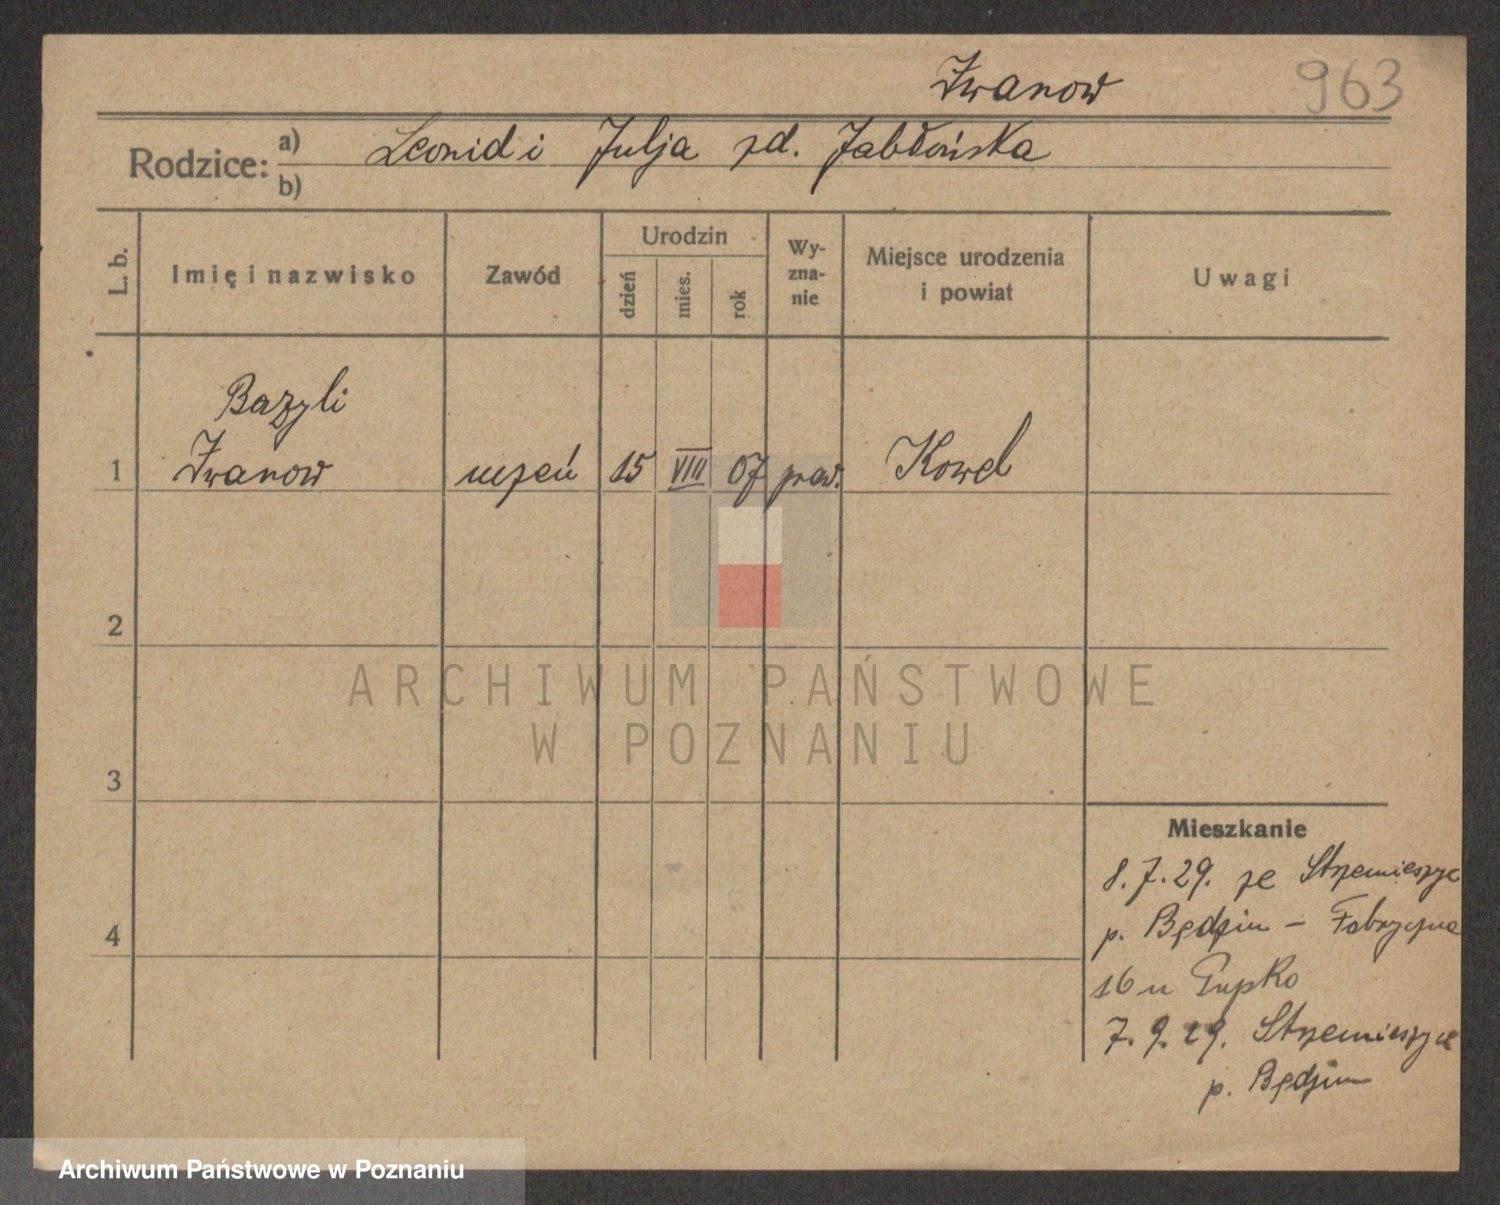 Iwanow
963
Rodzice: a) Leonid i Julja zd. Jabłońska
b)
L. b.
Imię i nazwisko
Zawód
Urodzin
dzień
mies.
rok
Wy-
zna-
nie
Miejsce urodzenia
i powiat
Uwagi
Bazyli
1 Iwanow uczeń 15 VIII 07 praw. Kowel
2
3
4
Mieszkanie
8.7.29. ze Strzemieszyc
p. Będzin – Fabryczna
16 u Pupko
7.9.29. Strzemieszyce
p. Będzin
ARCHIWUM PAŃSTWOWE
W POZNANIU
Archiwum Państwowe w Poznaniu